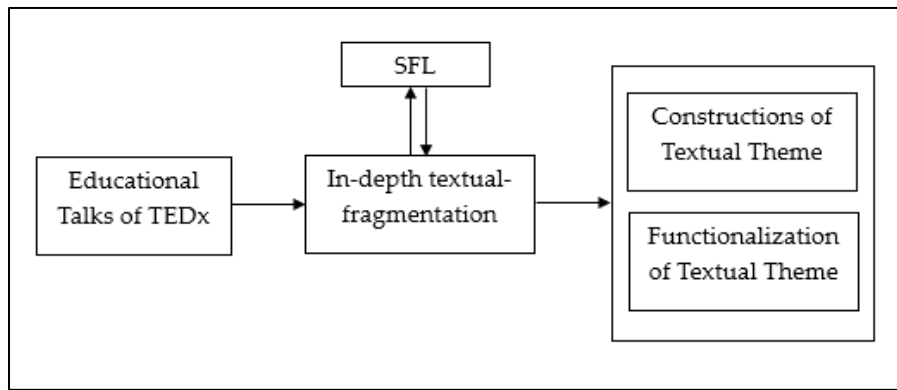 SFL
Educational
Talks of TEDx
In-depth textual-
fragmentation
Constructions of
Textual Theme
Functionalization
of Textual Theme